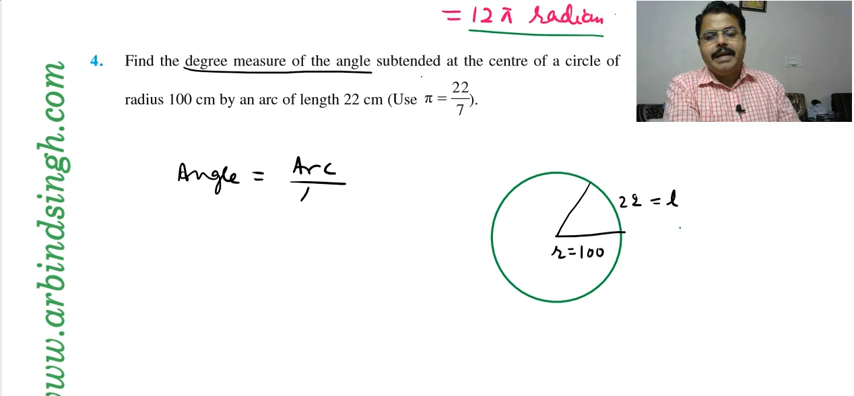 = 12 π radian
4. Find the degree measure of the angle subtended at the centre of a circle of
radius 100 cm by an arc of length 22 cm (Use π = 22/7).
Angle = Arc
22 = l
r = 100
www.arbindsingh.com